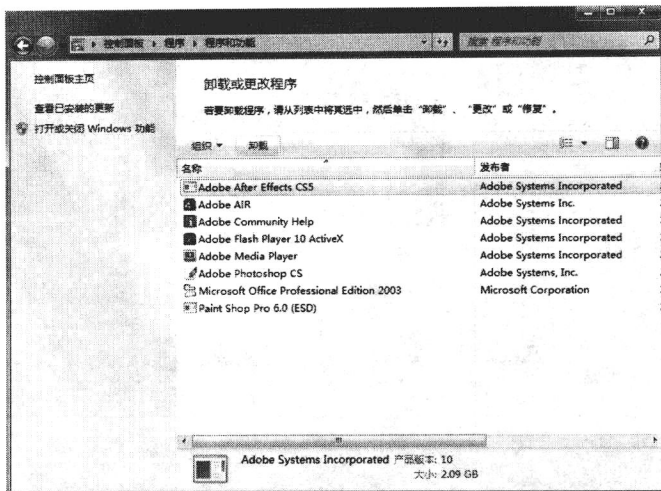 控制面板 ▸ 程序 ▸ 程序和功能
搜索 程序和功能
控制面板主页
查看已安装的更新
打开或关闭 Windows 功能
卸载或更改程序
若要卸载程序，请从列表中将其选中，然后单击“卸载”、“更改”或“修复”。
组织 卸载
名称 发布者
Adobe After Effects CS5 Adobe Systems Incorporated
Adobe AIR Adobe Systems Inc.
Adobe Community Help Adobe Systems Incorporated
Adobe Flash Player 10 ActiveX Adobe Systems Incorporated
Adobe Media Player Adobe Systems Incorporated
Adobe Photoshop CS Adobe Systems, Inc.
Microsoft Office Professional Edition 2003 Microsoft Corporation
Paint Shop Pro 6.0 (ESD)
Adobe Systems Incorporated 产品版本: 10
大小: 2.09 GB